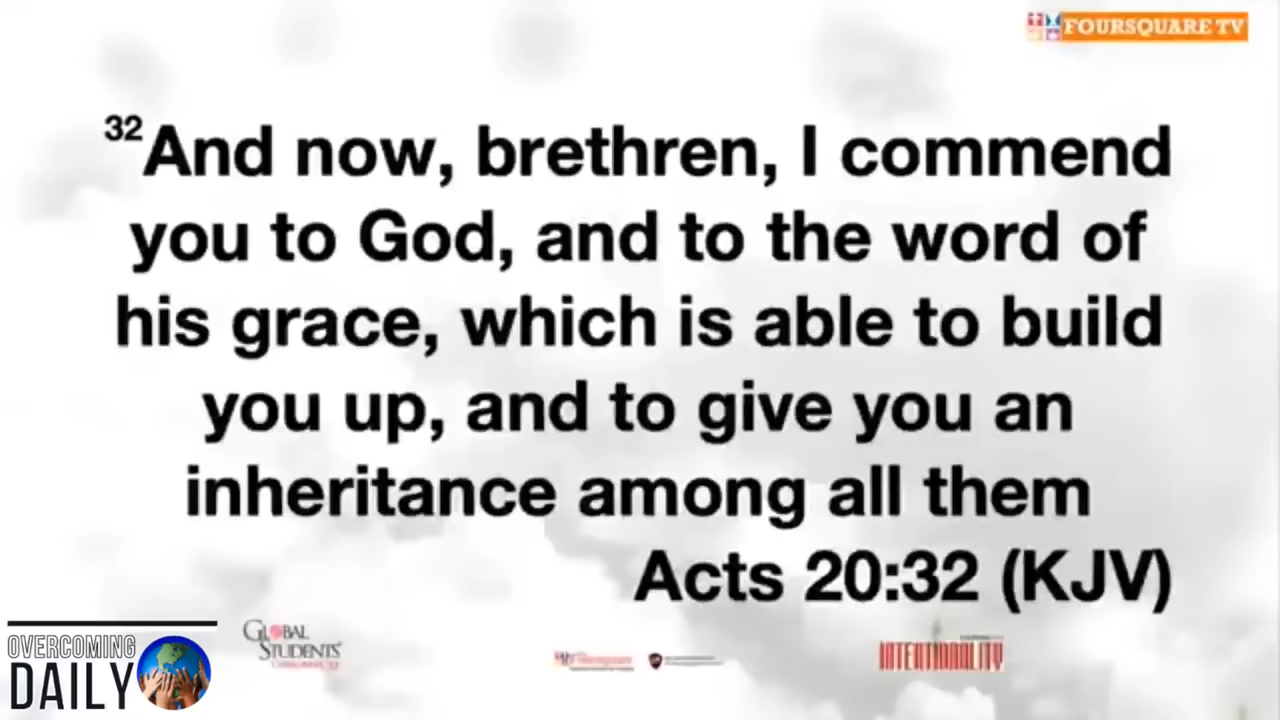 FOURSQUARE TV
32And now, brethren, I commend
you to God, and to the word of
his grace, which is able to build
you up, and to give you an
inheritance among all them
Acts 20:32 (KJV)
OVERCOMING
DAILY
GLOBAL
STUDENTS'
Foursquare
INTENTIONALITY